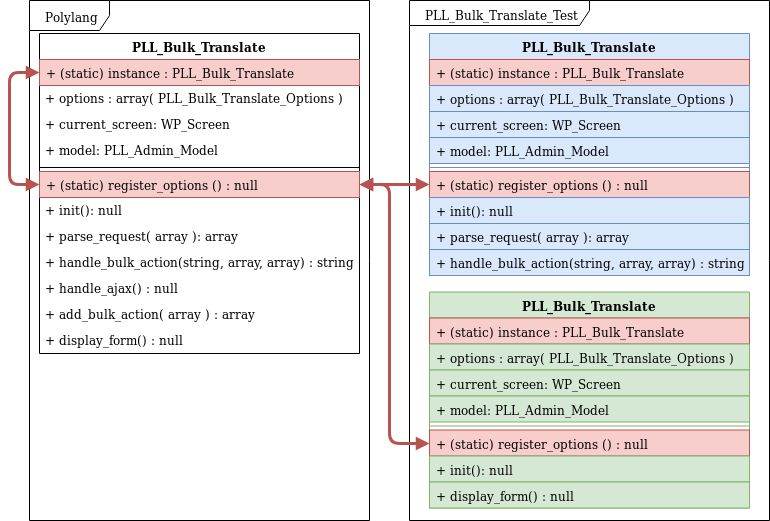 Polylang
PLL_Bulk_Translate
+ (static) instance : PLL_Bulk_Translate
+ options : array( PLL_Bulk_Translate_Options )
+ current_screen: WP_Screen
+ model: PLL_Admin_Model
+ (static) register_options () : null
+ init(): null
+ parse_request( array ): array
+ handle_bulk_action(string, array, array) : string
+ handle_ajax() : null
+ add_bulk_action( array ) : array
+ display_form() : null
PLL_Bulk_Translate_Test
PLL_Bulk_Translate
+ (static) instance : PLL_Bulk_Translate
+ options : array( PLL_Bulk_Translate_Options )
+ current_screen: WP_Screen
+ model: PLL_Admin_Model
+ (static) register_options () : null
+ init(): null
+ parse_request( array ): array
+ handle_bulk_action(string, array, array) : string
PLL_Bulk_Translate
+ (static) instance : PLL_Bulk_Translate
+ options : array( PLL_Bulk_Translate_Options )
+ current_screen: WP_Screen
+ model: PLL_Admin_Model
+ (static) register_options () : null
+ init(): null
+ display_form() : null